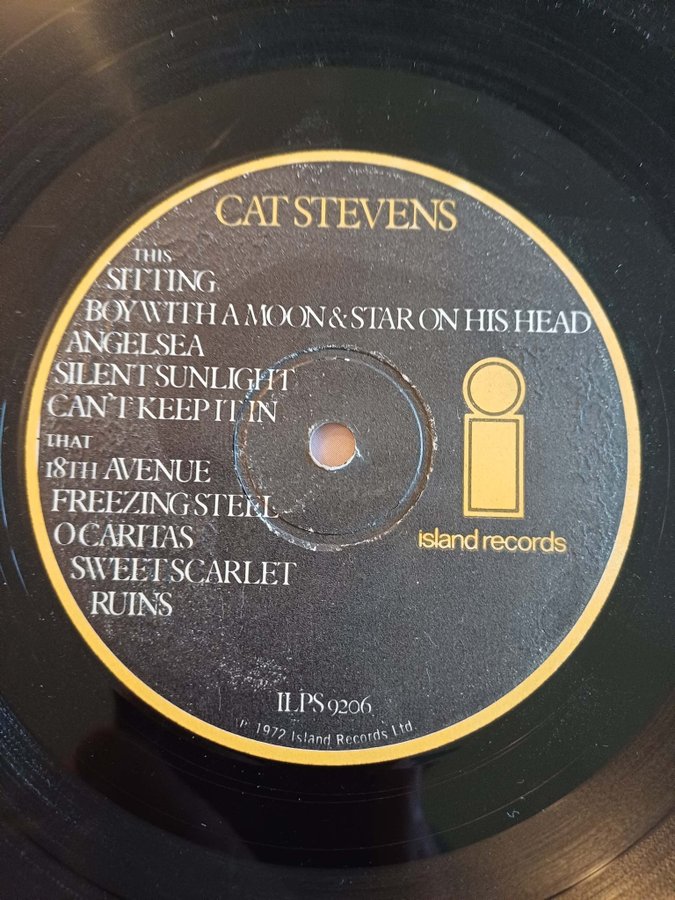 CAT STEVENS
THIS
SITTING
BOY WITH A MOON & STAR ON HIS HEAD
ANGELSEA
SILENT SUNLIGHT
CAN'T KEEP IT IN
THAT
18TH AVENUE
FREEZING STEEL
O CARITAS
SWEET SCARLET
RUINS
island records
ILPS 9206
℗ 1972 Island Records Ltd.